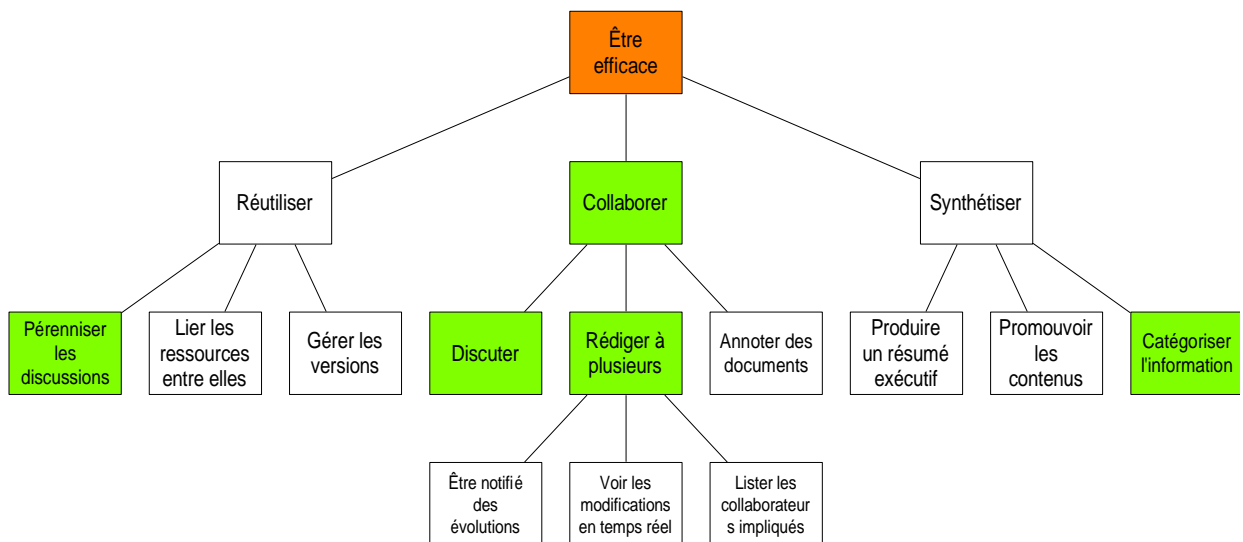 Être
efficace
Réutiliser
Collaborer
Synthétiser
Pérenniser
les
discussions
Lier les
ressources
entre elles
Gérer les
versions
Discuter
Rédiger à
plusieurs
Annoter des
documents
Produire
un résumé
exécutif
Promouvoir
les
contenus
Catégoriser
l'information
Être notifié
des
évolutions
Voir les
modifications
en temps réel
Lister les
collaborateur
s impliqués